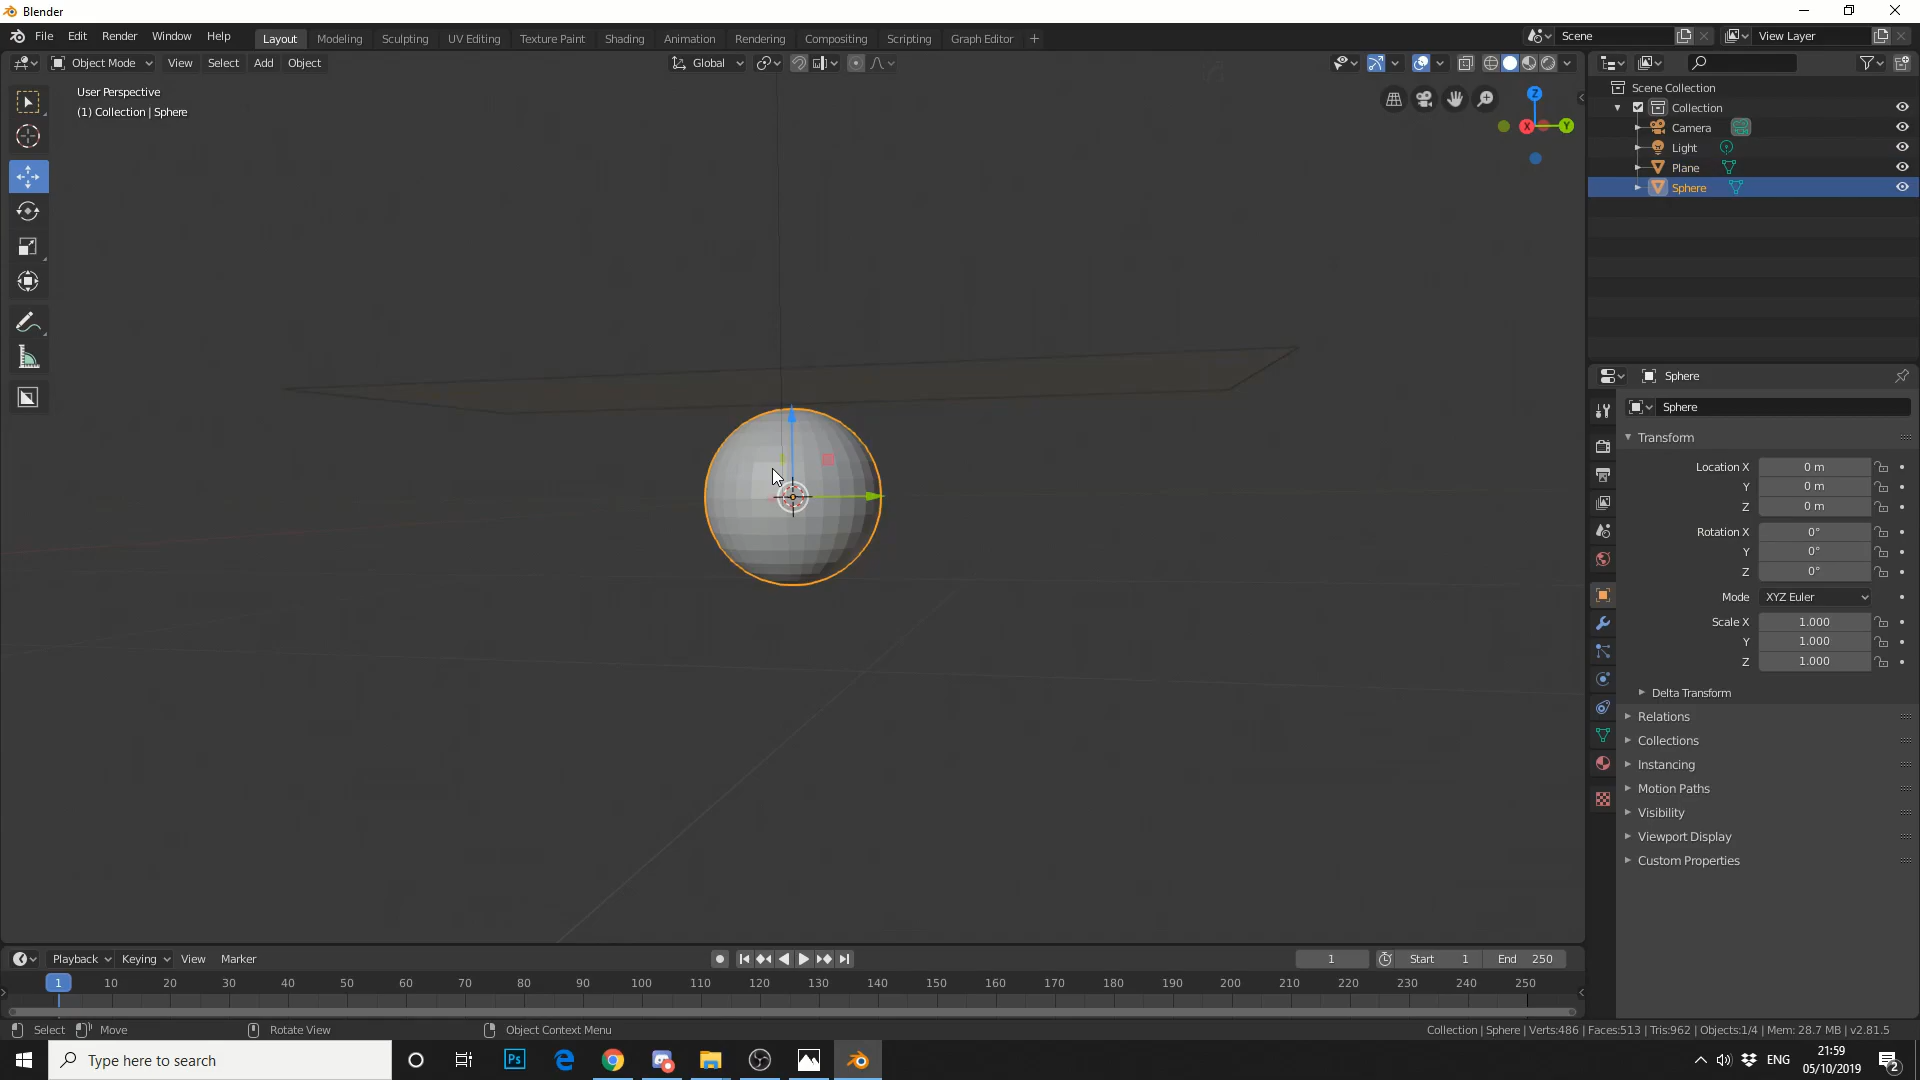 Blender
File Edit Render Window Help Layout Modeling Sculpting UV Editing Texture Paint Shading Animation Rendering Compositing Scripting Graph Editor + Scene View Layer
Object Mode View Select Add Object Global
User Perspective
(1) Collection | Sphere
Z
X Y
Scene Collection
Collection
Camera
Light
Plane
Sphere
Sphere
Sphere
Transform
Location X 0 m
Y 0 m
Z 0 m
Rotation X 0°
Y 0°
Z 0°
Mode XYZ Euler
Scale X 1.000
Y 1.000
Z 1.000
Delta Transform
Relations
Collections
Instancing
Motion Paths
Visibility
Viewport Display
Custom Properties
Playback Keying View Marker 1 Start 1 End 250
1 10 20 30 40 50 60 70 80 90 100 110 120 130 140 150 160 170 180 190 200 210 220 230 240 250
Select Move Rotate View Object Context Menu Collection | Sphere | Verts:486 | Faces:513 | Tris:962 | Objects:1/4 | Mem: 28.7 MB | v2.81.5
Type here to search Ps ENG 21:59
05/10/2019 2